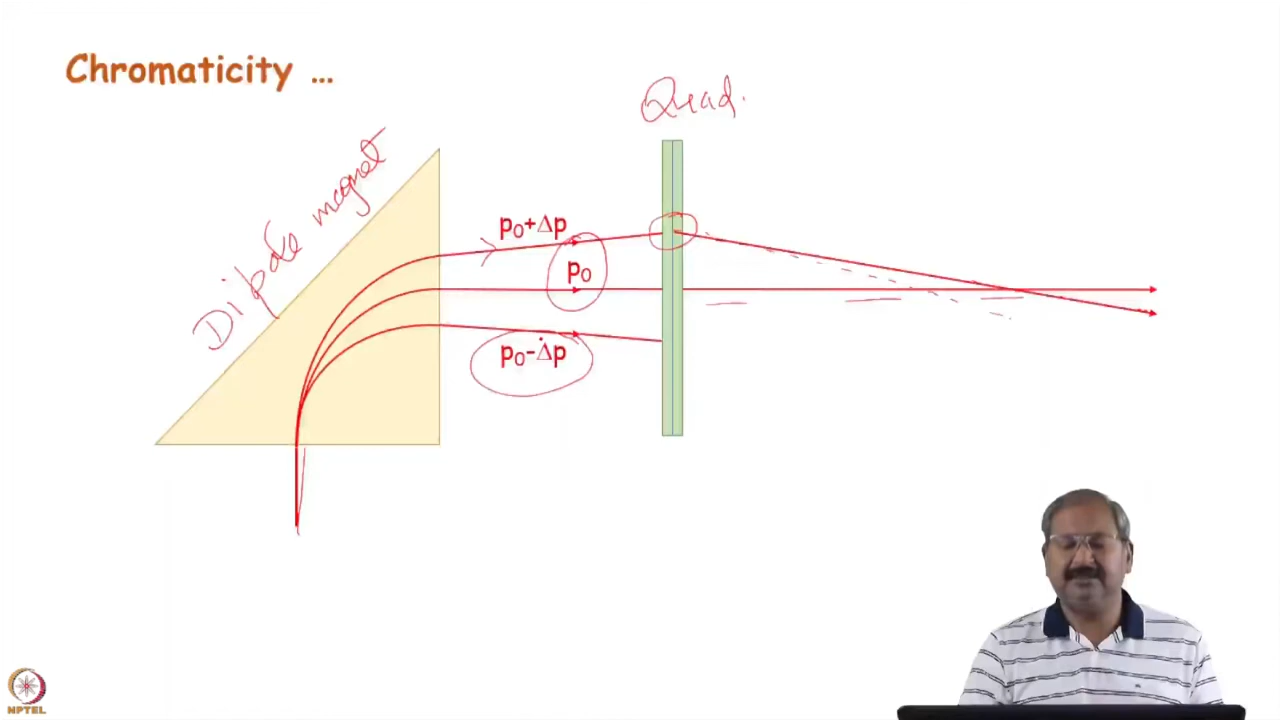 Chromaticity ...
Quad.
Dipole magnet
p₀+Δp
p₀
p₀-Δp
NPTEL